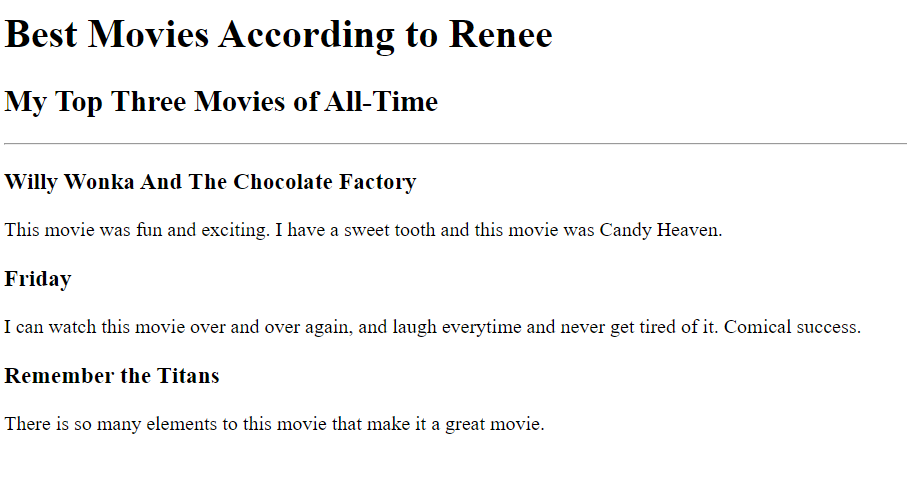 Best Movies According to Renee
My Top Three Movies of All-Time
Willy Wonka And The Chocolate Factory
This movie was fun and exciting. I have a sweet tooth and this movie was Candy Heaven.
Friday
I can watch this movie over and over again, and laugh everytime and never get tired of it. Comical success.
Remember the Titans
There is so many elements to this movie that make it a great movie.